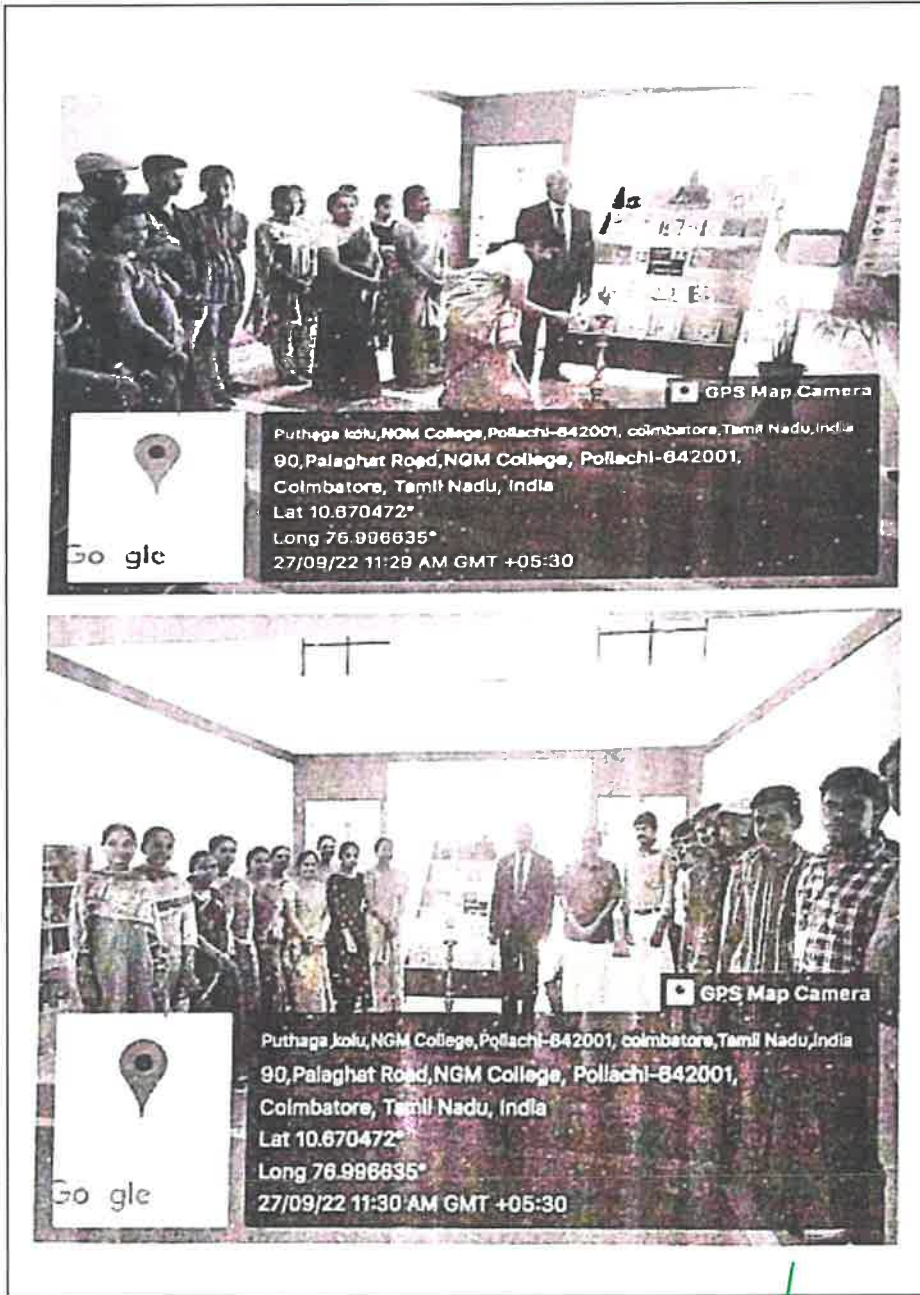 GPS Map Camera
Puthaga kolu,NGM College,Pollachi-642001, coimbatore,Tamil Nadu,India
90,Palaghat Road,NGM College, Pollachi-642001,
Coimbatore, Tamil Nadu, India
Lat 10.670472°
Long 76.996635°
27/09/22 11:29 AM GMT +05:30
Go gle
GPS Map Camera
Puthaga kolu,NGM College,Pollachi-642001, coimbatore,Tamil Nadu,India
90,Palaghat Road,NGM College, Pollachi-642001,
Coimbatore, Tamil Nadu, India
Lat 10.670472°
Long 76.996635°
27/09/22 11:30 AM GMT +05:30
Go gle